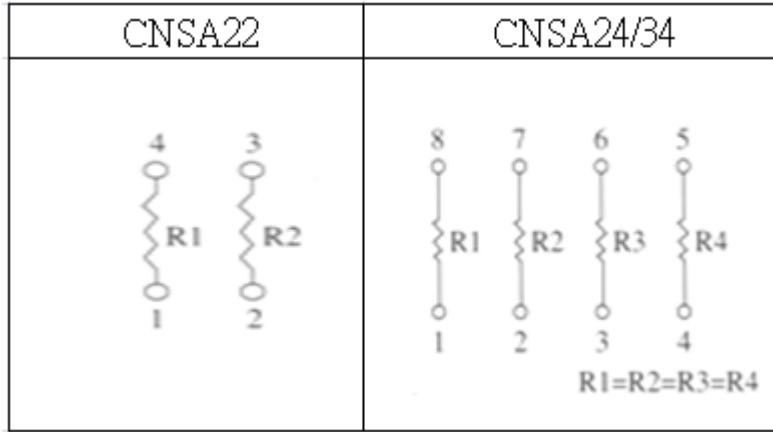 CNSA22
CNSA24/34
4 3
R1 R2
1 2
8 7 6 5
R1 R2 R3 R4
1 2 3 4
R1=R2=R3=R4